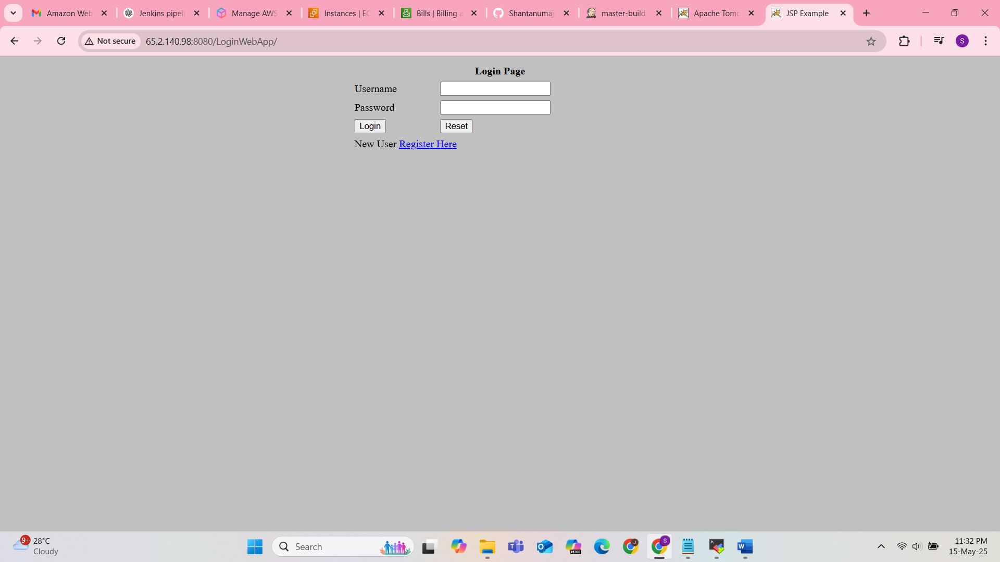 Amazon Web
Jenkins pipeli
Manage AWS
Instances | EC
Bills | Billing a
Shantanumaj
master-build
Apache Tomc
JSP Example
Not secure
65.2.140.98:8080/LoginWebApp/
S
Login Page
Username
Password
Login
Reset
New User Register Here
9+
28°C
Cloudy
Search
M365
J
S
11:32 PM
15-May-25